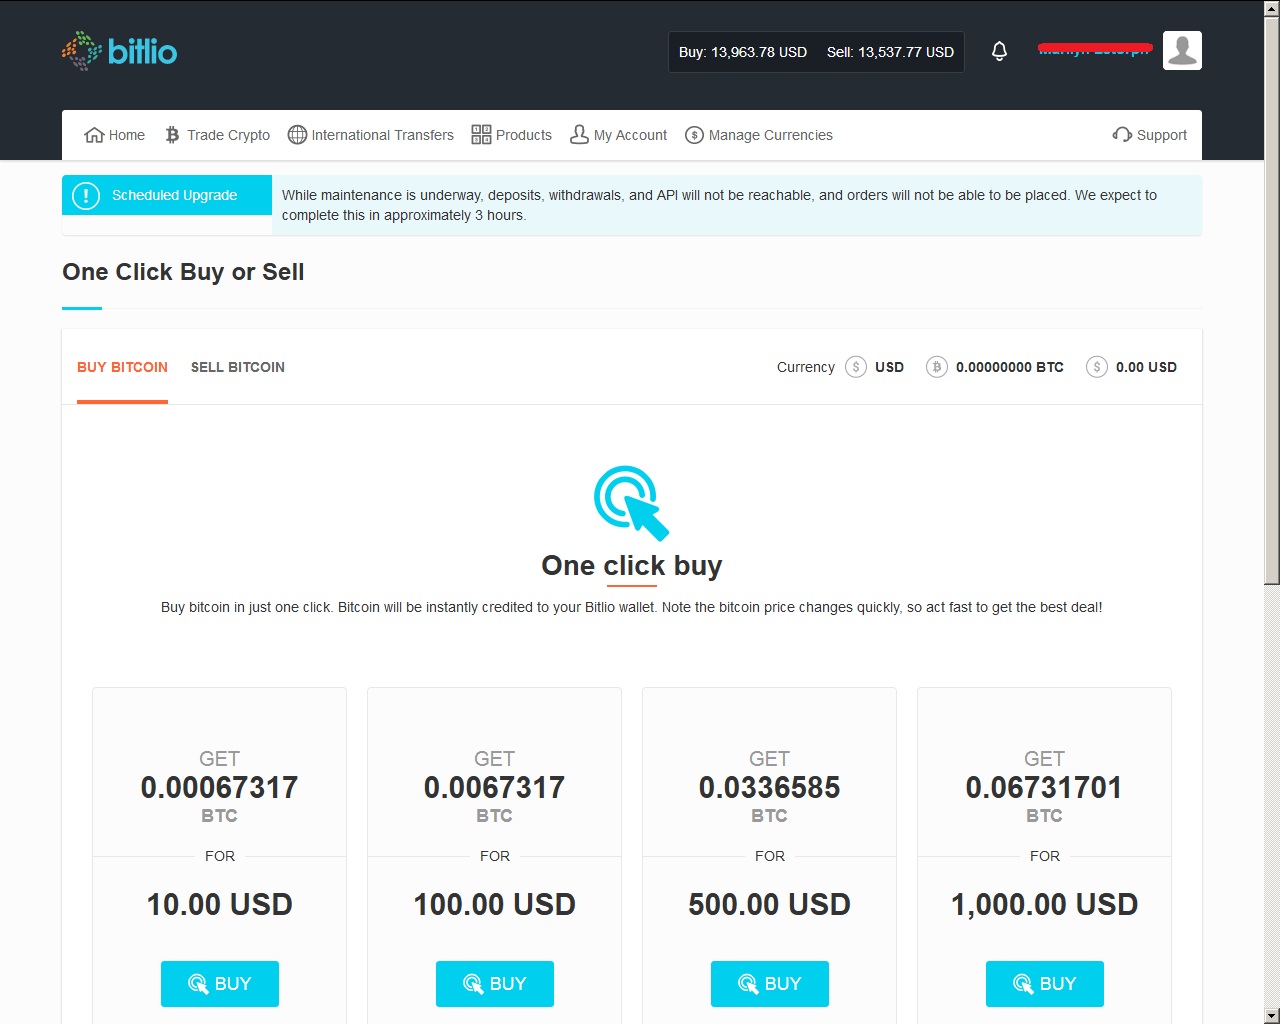 bitlio
Buy: 13,963.78 USD Sell: 13,537.77 USD
Home Trade Crypto International Transfers Products My Account Manage Currencies Support
Scheduled Upgrade
While maintenance is underway, deposits, withdrawals, and API will not be reachable, and orders will not be able to be placed. We expect to
complete this in approximately 3 hours.
One Click Buy or Sell
BUY BITCOIN SELL BITCOIN Currency $ USD 0.00000000 BTC $ 0.00 USD
One click buy
Buy bitcoin in just one click. Bitcoin will be instantly credited to your Bitlio wallet. Note the bitcoin price changes quickly, so act fast to get the best deal!
GET
0.00067317
BTC
FOR
10.00 USD
BUY
GET
0.0067317
BTC
FOR
100.00 USD
BUY
GET
0.0336585
BTC
FOR
500.00 USD
BUY
GET
0.06731701
BTC
FOR
1,000.00 USD
BUY